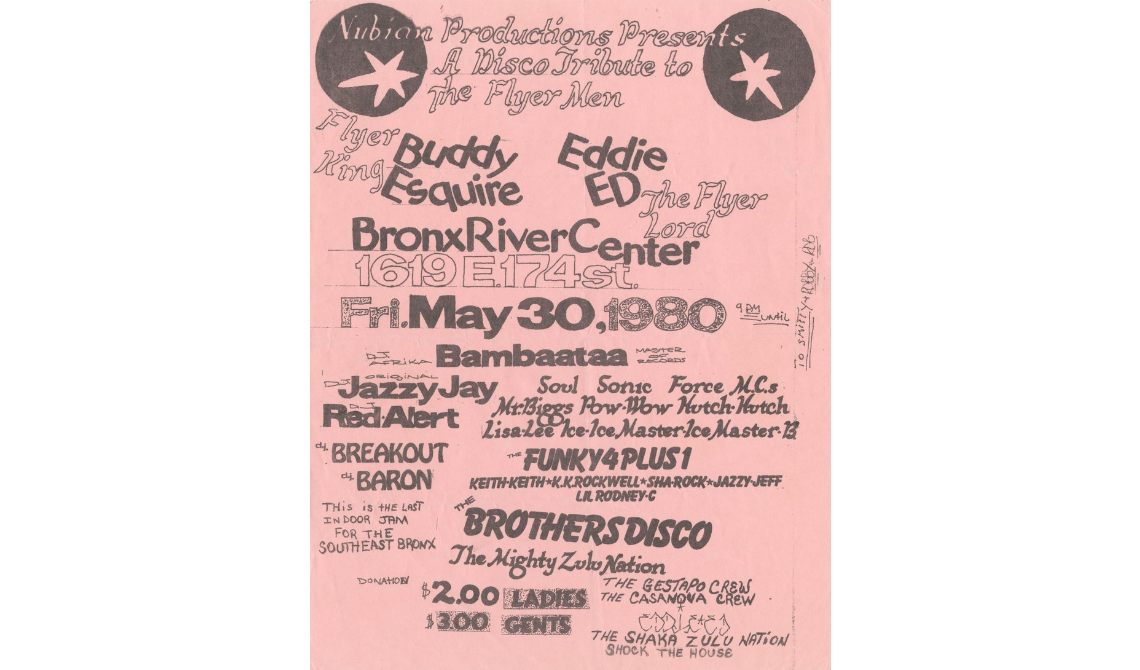 Nubian Productions Presents
A Disco Tribute to
The Flyer Men
Flyer King Buddy Esquire
Eddie ED The Flyer Lord
Bronx River Center
1619 E. 174 st.
Fri. May 30, 1980 9 PM UNTIL
DJ AFRIKA Bambaataa MASTER OF RECORDS
DJ ORIGINAL Jazzy Jay
DJ Red Alert
Soul Sonic Force M.C.s
Mr. Biggs Pow-Wow Hutch-Hutch
Lisa-Lee Ice-Ice, Master-Ice, Master-B
dj. BREAKOUT
dj. BARON
THE FUNKY 4 PLUS 1
KEITH-KEITH*K.K.ROCKWELL*SHA-ROCK*JAZZY-JEFF
LIL RODNEY-C
THIS IS THE LAST
INDOOR JAM
FOR THE
SOUTHEAST BRONX
THE BROTHERS DISCO
The Mighty Zulu Nation
DONATION
$2.00 LADIES
$3.00 GENTS
THE GESTAPO CREW
THE CASANOVA CREW
THE SHAKA ZULU NATION
SHOCK THE HOUSE
TO SMITTY +